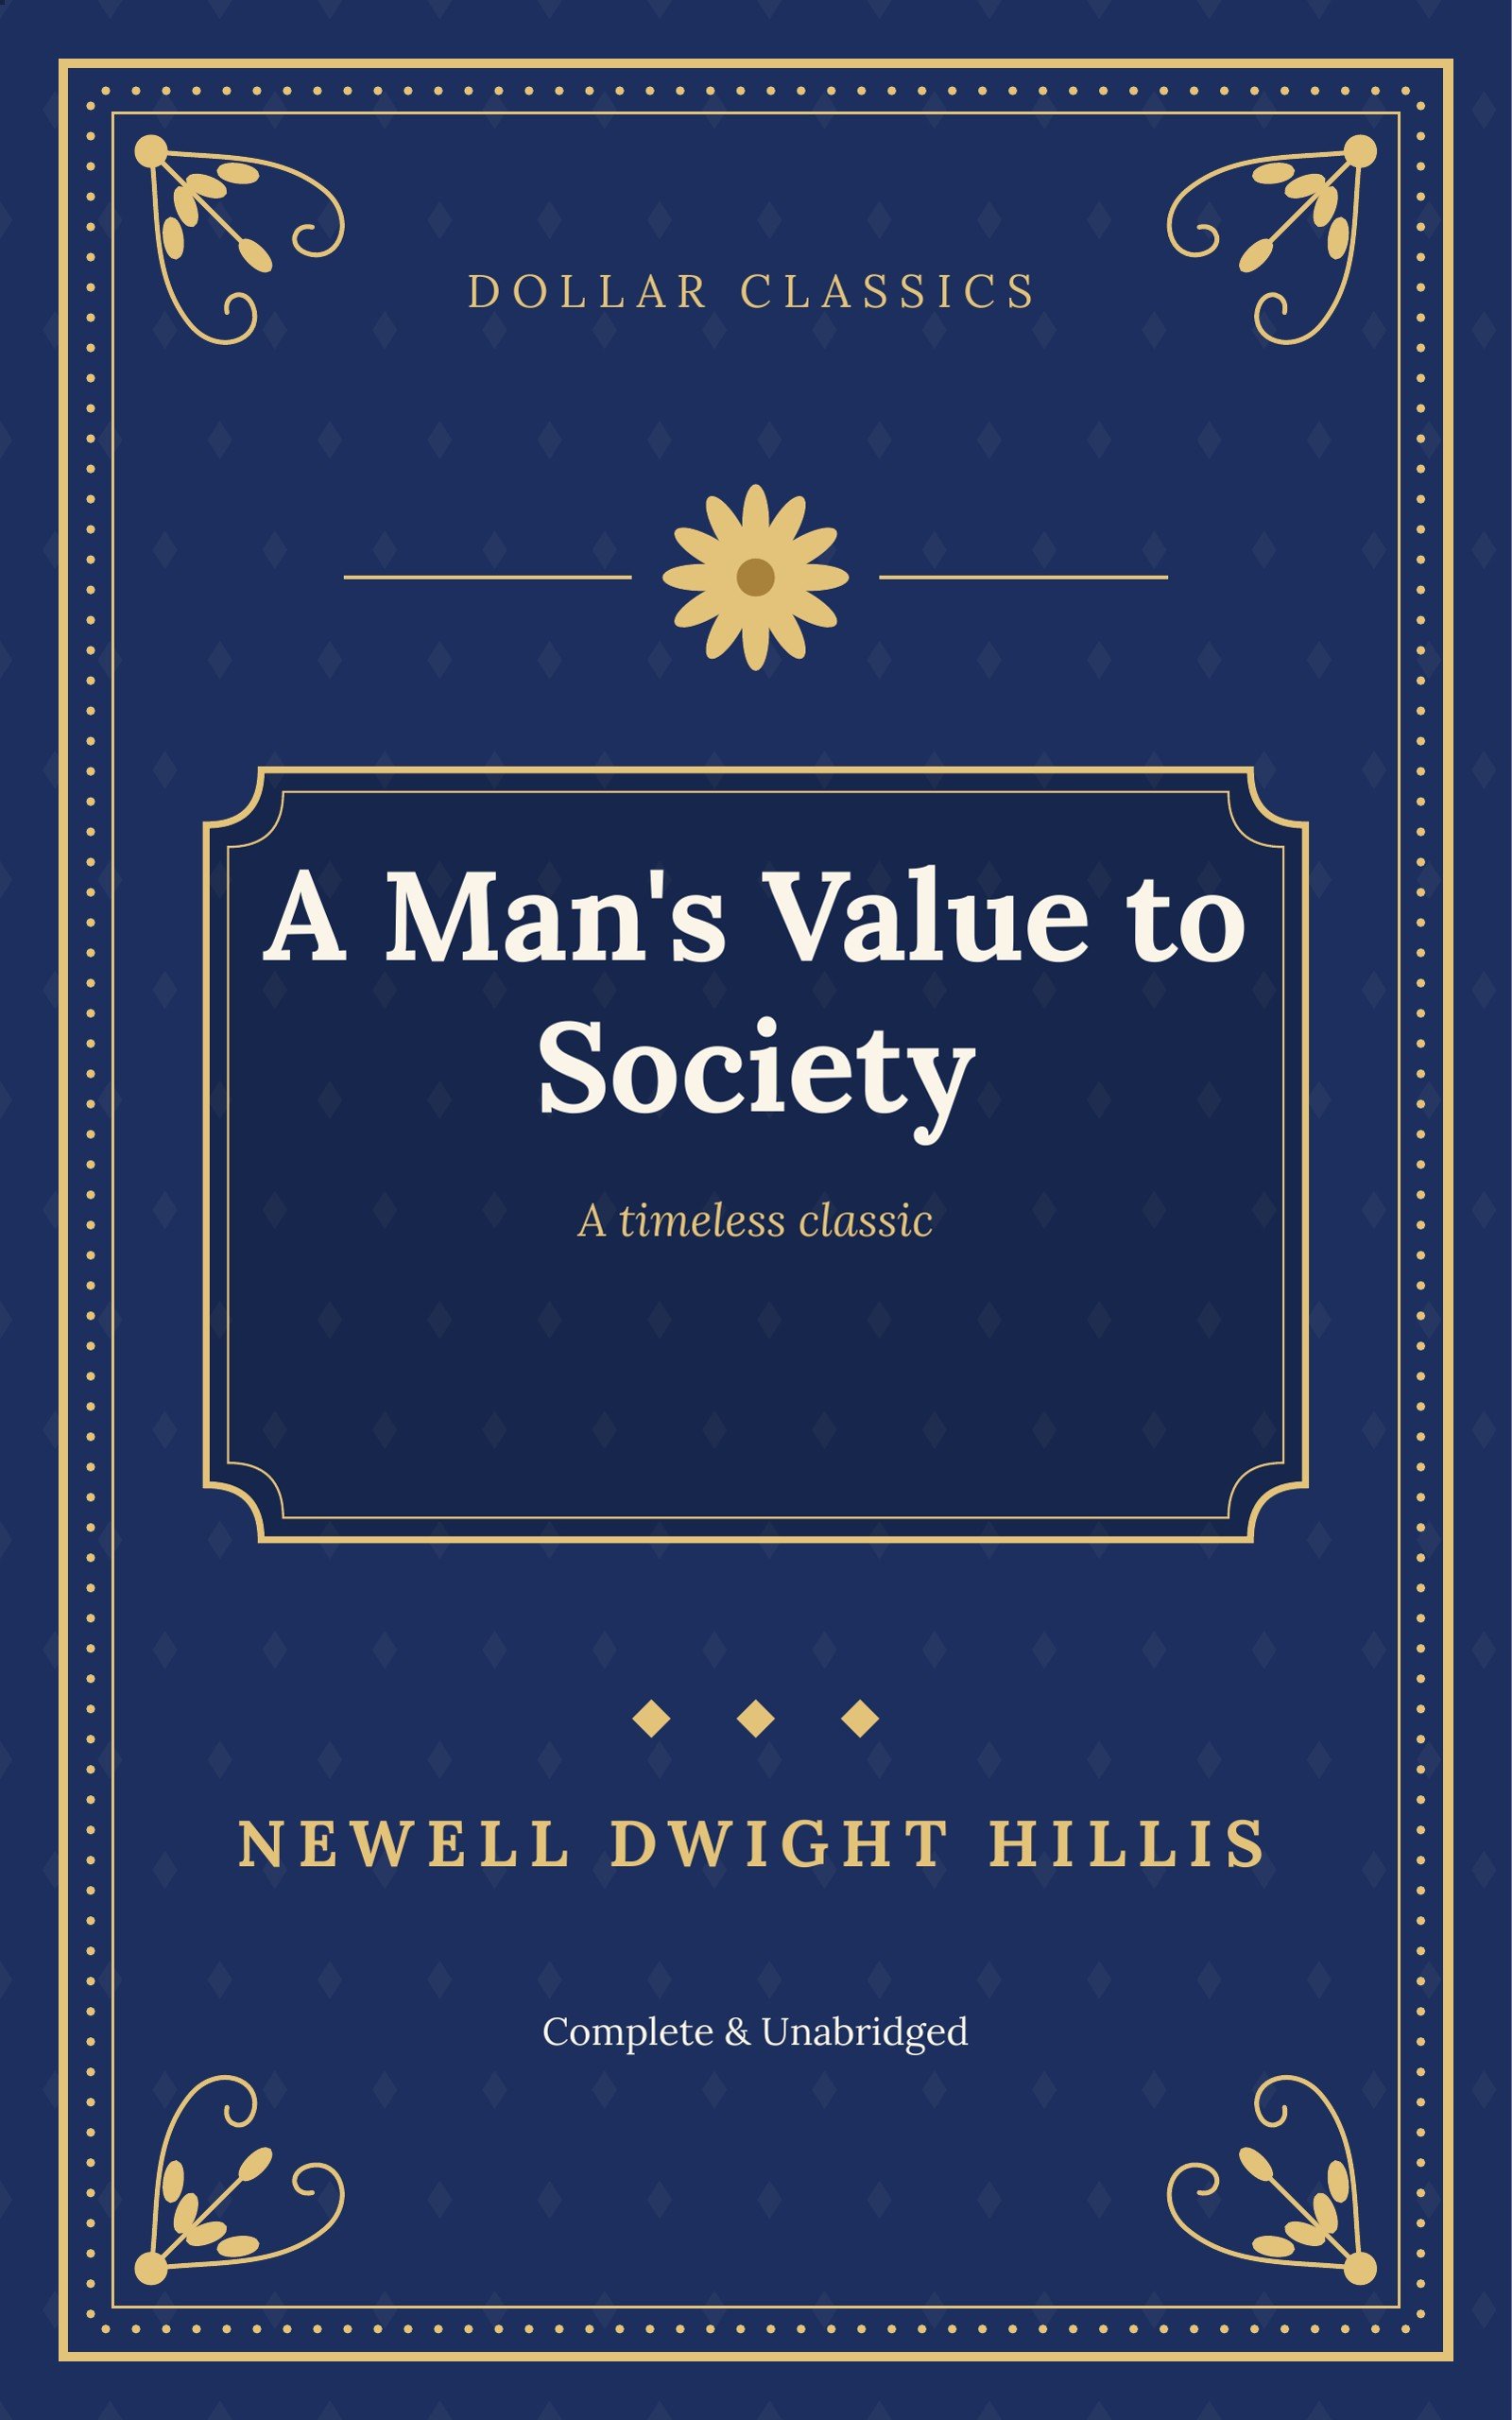 DOLLAR CLASSICS
A Man's Value to
Society
A timeless classic
NEWELL DWIGHT HILLIS
Complete & Unabridged